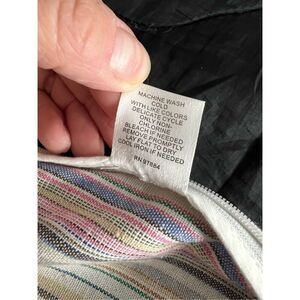 MACHINE WASH
COLD
WITH LIKE COLORS
DELICATE CYCLE
ONLY NON-
CHLORINE
BLEACH IF NEEDED
REMOVE PROMPTLY
LAY FLAT TO DRY
COOL IRON IF NEEDED
RN 97884